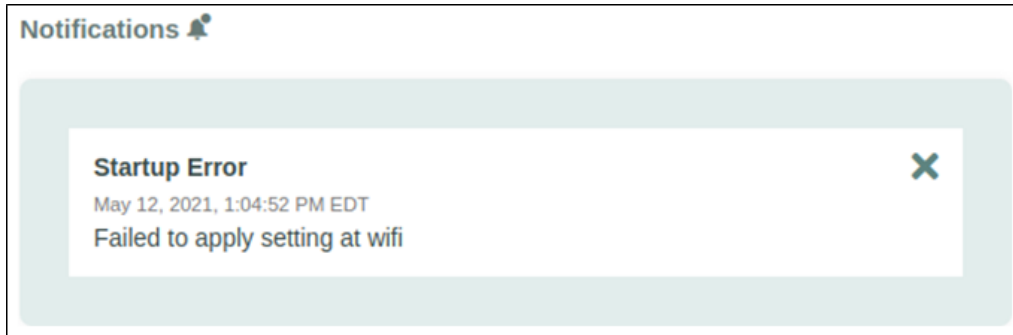 Notifications
Startup Error
May 12, 2021, 1:04:52 PM EDT
Failed to apply setting at wifi